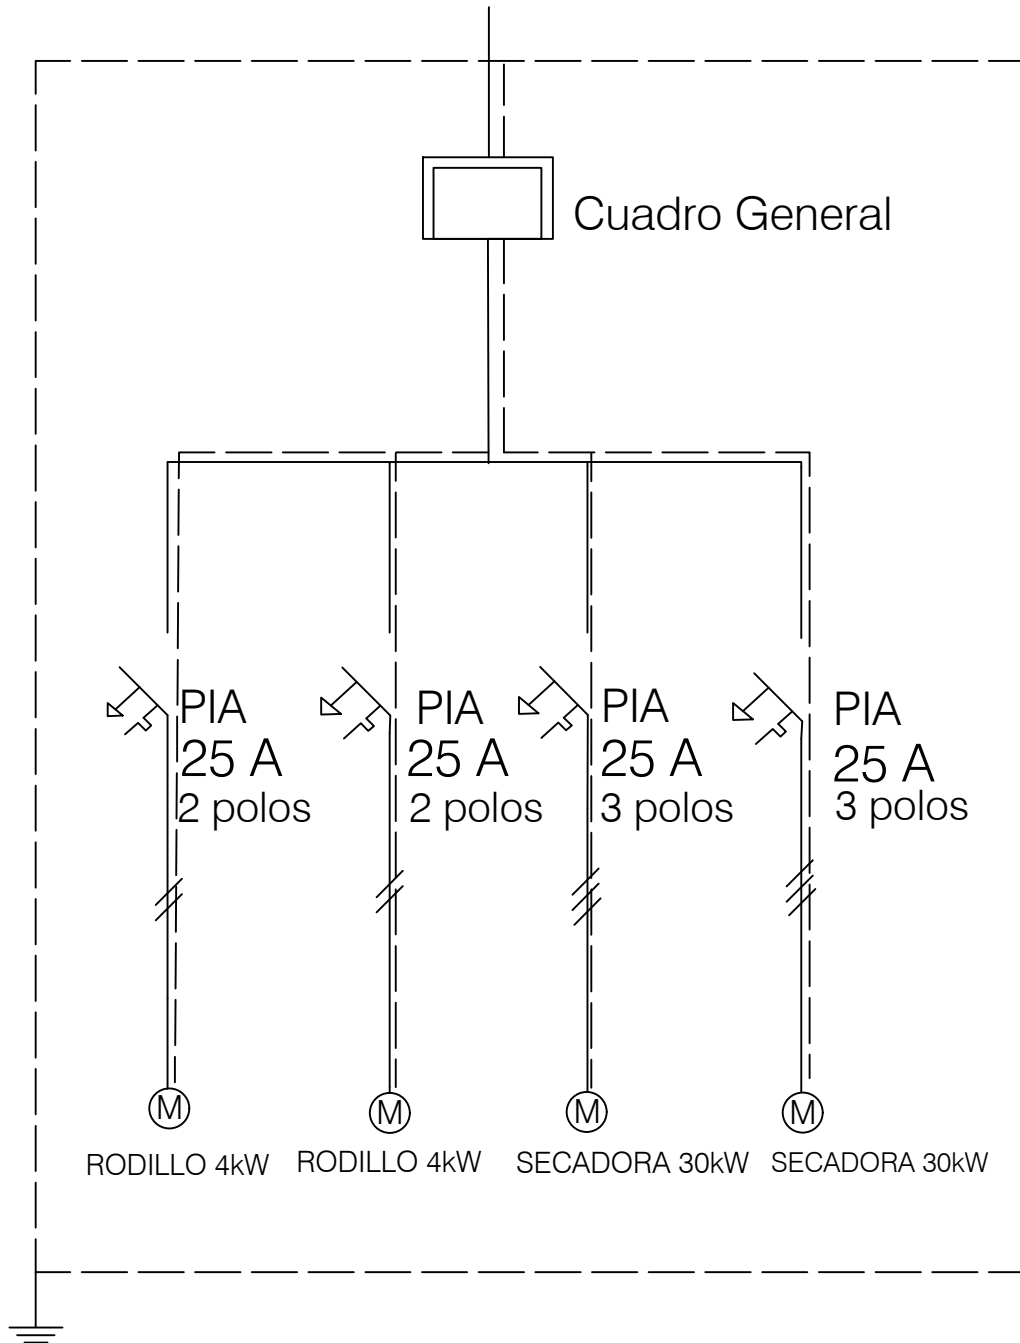 Cuadro General
PIA
25 A
2 polos
PIA
25 A
2 polos
PIA
25 A
3 polos
PIA
25 A
3 polos
M
M
M
M
RODILLO 4kW
RODILLO 4kW
SECADORA 30kW
SECADORA 30kW